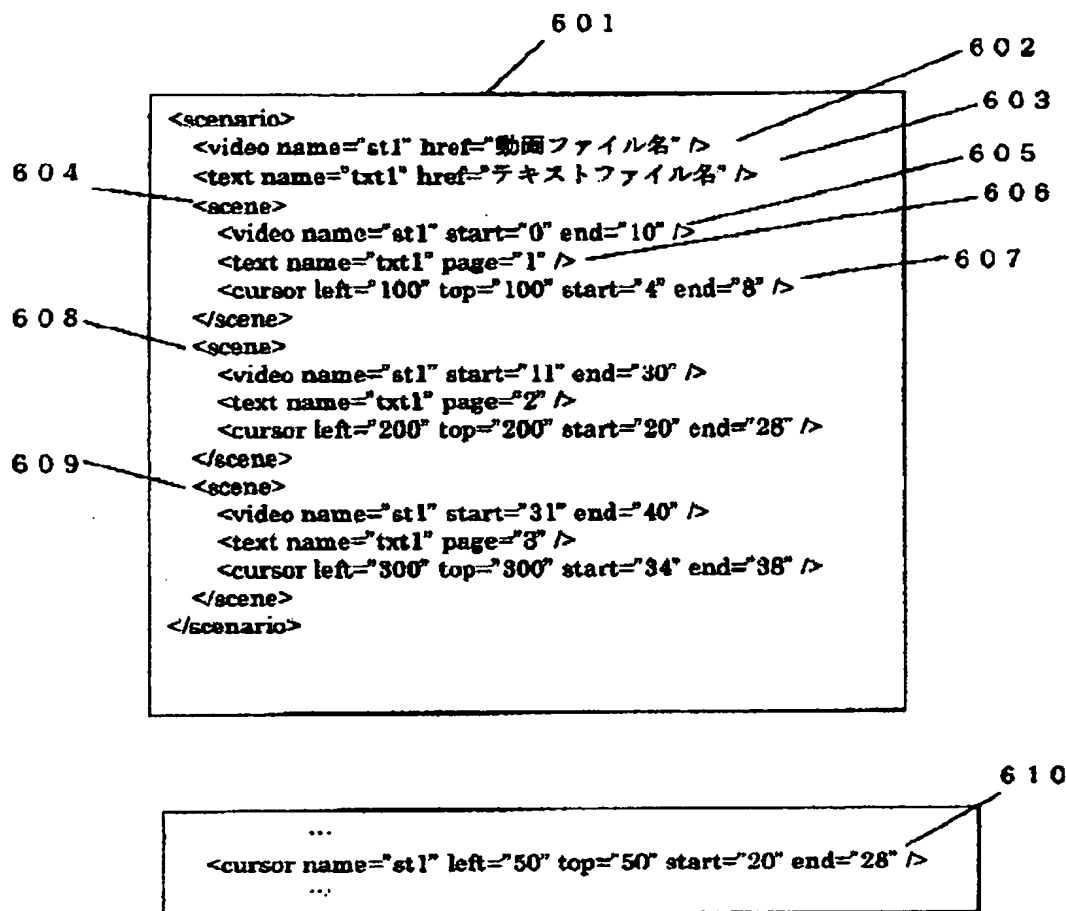 601
602
603
<scenario>
<video name="st1" href="動画ファイル名" />
<text name="txt1" href="テキストファイル名" />
604
605
606
<scene>
<video name="st1" start="0" end="10" />
<text name="txt1" page="1" />
607
<cursor left="100" top="100" start="4" end="8" />
</scene>
608
<scene>
<video name="st1" start="11" end="30" />
<text name="txt1" page="2" />
<cursor left="200" top="200" start="20" end="28" />
</scene>
609
<scene>
<video name="st1" start="31" end="40" />
<text name="txt1" page="3" />
<cursor left="300" top="300" start="34" end="38" />
</scene>
</scenario>
610
...
<cursor name="st1" left="50" top="50" start="20" end="28" />
...